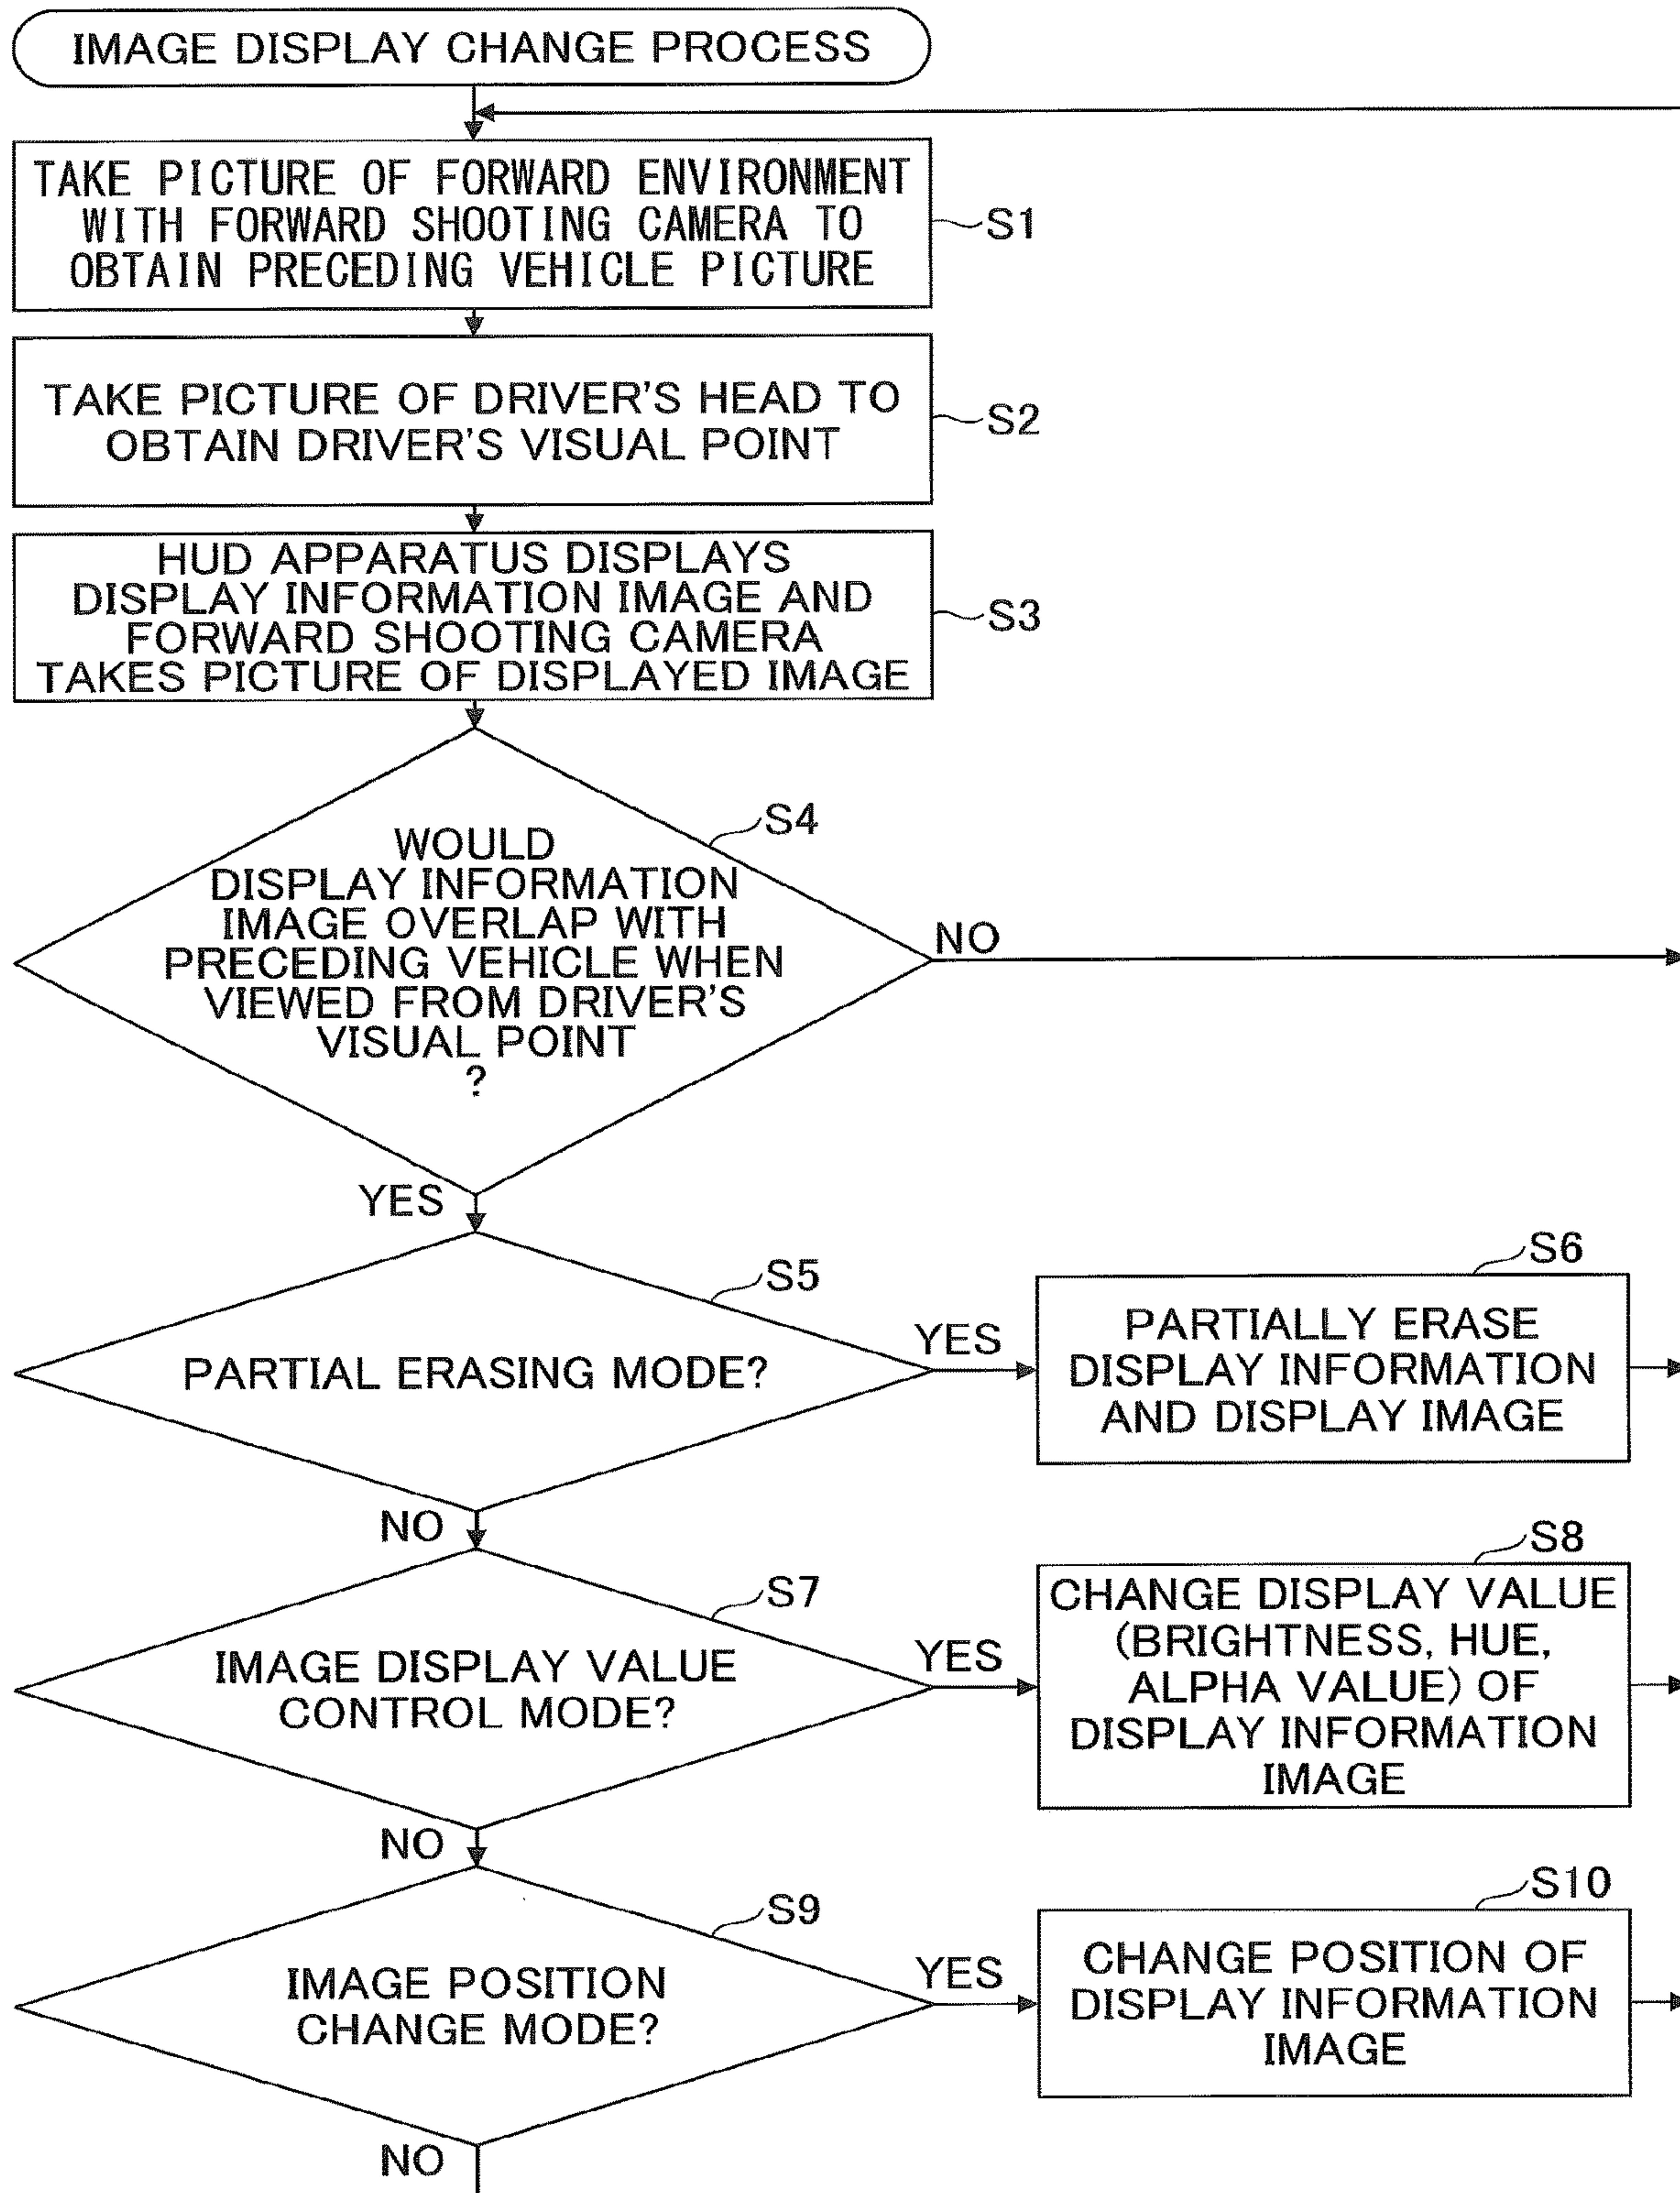 IMAGE DISPLAY CHANGE PROCESS
TAKE PICTURE OF FORWARD ENVIRONMENT
WITH FORWARD SHOOTING CAMERA TO
OBTAIN PRECEDING VEHICLE PICTURE
S1
TAKE PICTURE OF DRIVER'S HEAD TO
OBTAIN DRIVER'S VISUAL POINT
S2
HUD APPARATUS DISPLAYS
DISPLAY INFORMATION IMAGE AND
FORWARD SHOOTING CAMERA
TAKES PICTURE OF DISPLAYED IMAGE
S3
S4
WOULD
DISPLAY INFORMATION
IMAGE OVERLAP WITH
PRECEDING VEHICLE WHEN
VIEWED FROM DRIVER'S
VISUAL POINT
?
NO
YES
S5
PARTIAL ERASING MODE?
YES
S6
PARTIALLY ERASE
DISPLAY INFORMATION
AND DISPLAY IMAGE
NO
S7
IMAGE DISPLAY VALUE
CONTROL MODE?
YES
S8
CHANGE DISPLAY VALUE
(BRIGHTNESS, HUE,
ALPHA VALUE) OF
DISPLAY INFORMATION
IMAGE
NO
S9
IMAGE POSITION
CHANGE MODE?
YES
S10
CHANGE POSITION OF
DISPLAY INFORMATION
IMAGE
NO